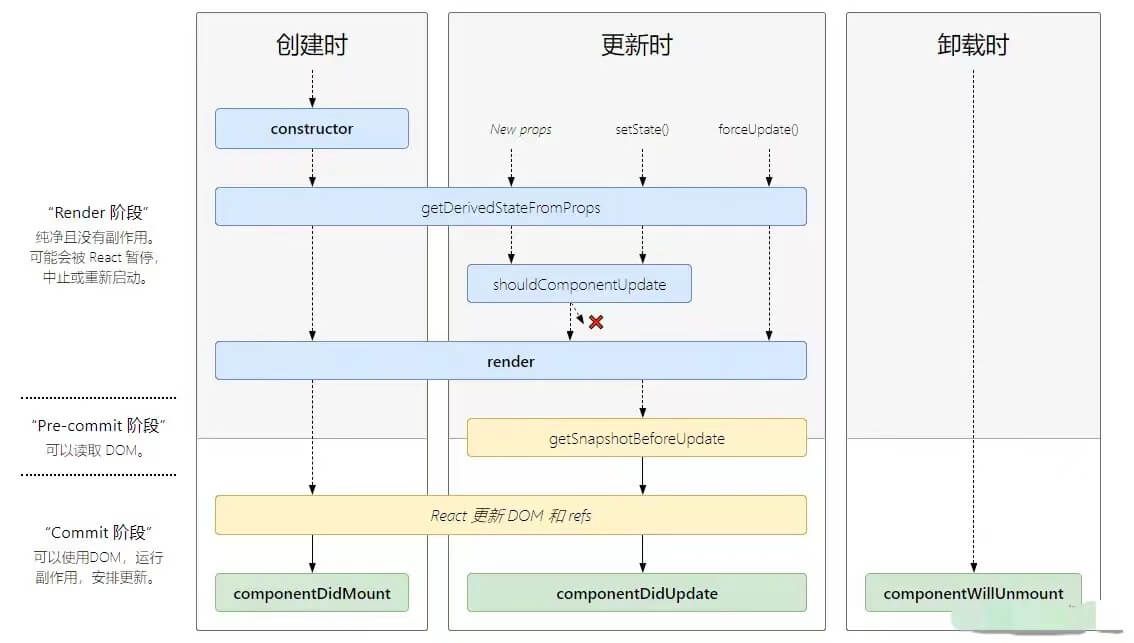 创建时
更新时
卸载时
constructor
New props
setState()
forceUpdate()
getDerivedStateFromProps
“Render 阶段”
纯净且没有副作用。
可能会被 React 暂停，
中止或重新启动。
shouldComponentUpdate
render
“Pre-commit 阶段”
可以读取 DOM。
getSnapshotBeforeUpdate
React 更新 DOM 和 refs
“Commit 阶段”
可以使用DOM，运行
副作用，安排更新。
componentDidMount
componentDidUpdate
componentWillUnmount